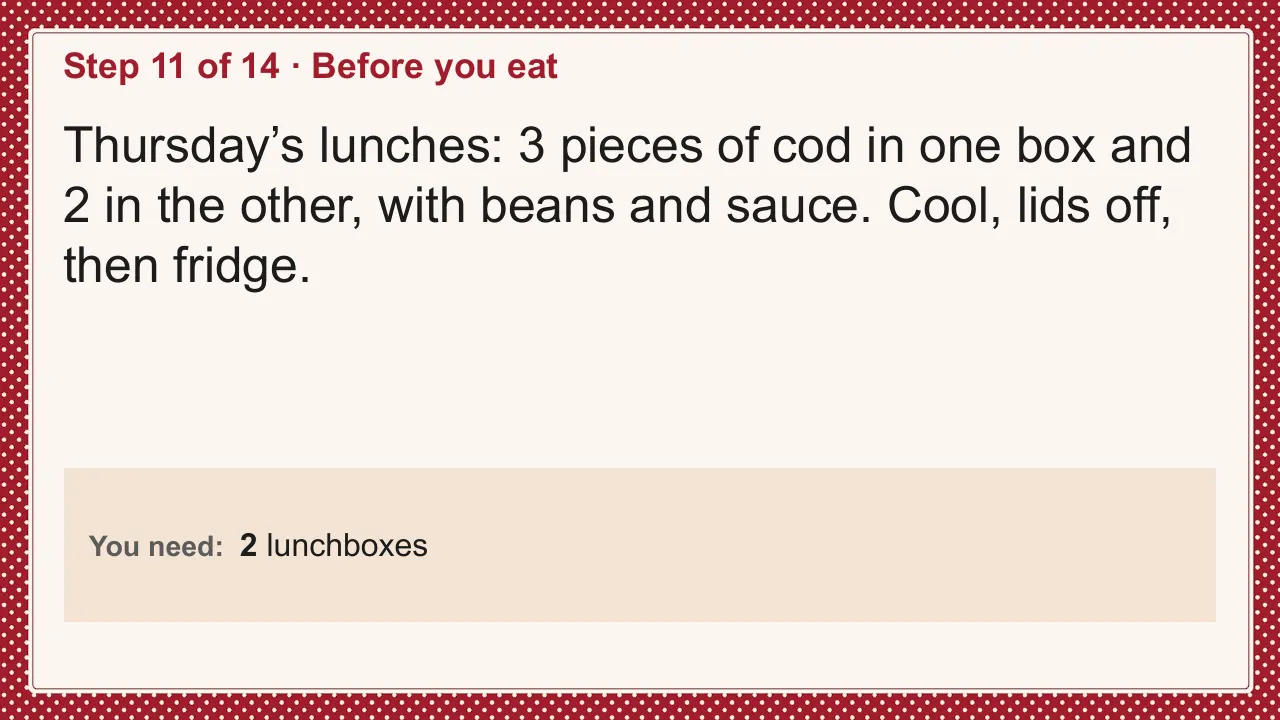 Step 11 of 14 · Before you eat
Thursday’s lunches: 3 pieces of cod in one box and
2 in the other, with beans and sauce. Cool, lids off,
then fridge.
You need: 2 lunchboxes